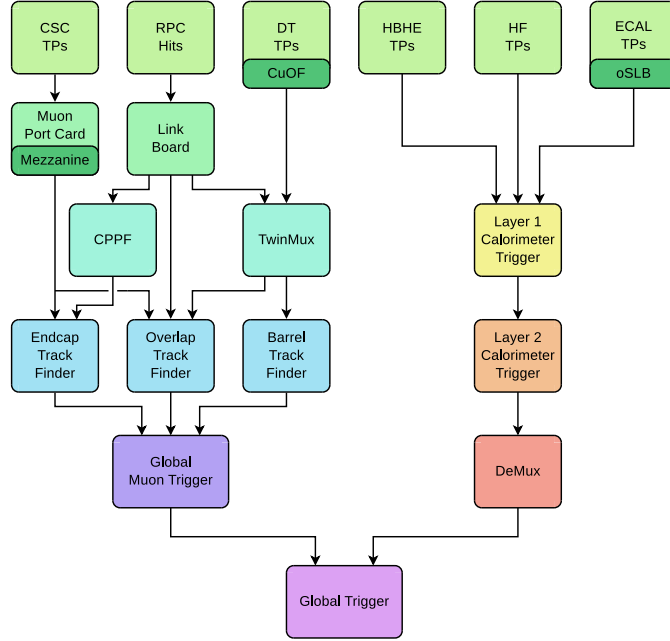 CSC
TPs
RPC
Hits
DT
TPs
CuOF
HBHE
TPs
HF
TPs
ECAL
TPs
oSLB
Muon
Port Card
Mezzanine
Link
Board
CPPF
TwinMux
Layer 1
Calorimeter
Trigger
Endcap
Track
Finder
Overlap
Track
Finder
Barrel
Track
Finder
Layer 2
Calorimeter
Trigger
Global
Muon Trigger
DeMux
Global Trigger